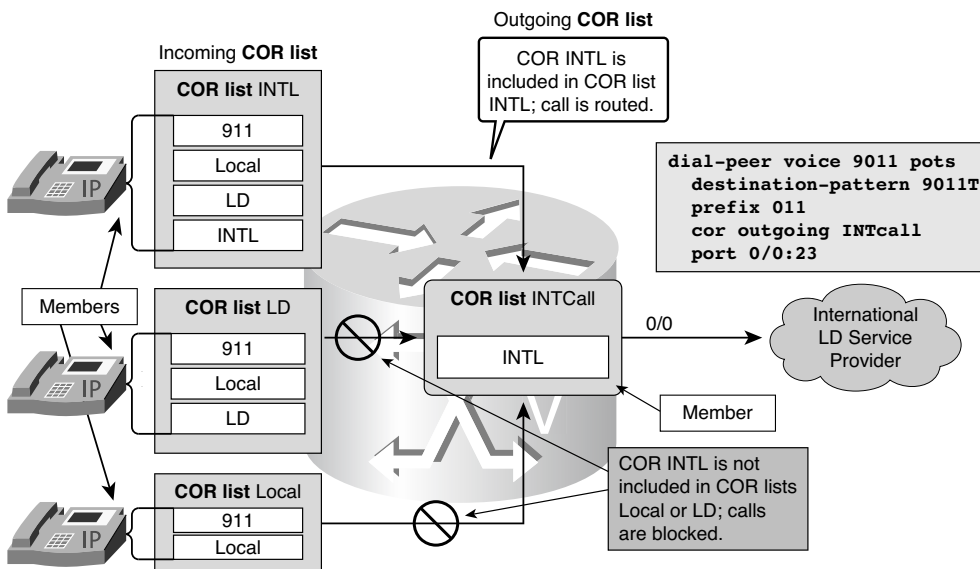 Outgoing COR list
Incoming COR list
COR INTL is
included in COR list
INTL; call is routed.
COR list INTL
911
Local
LD
INTL
IP
dial-peer voice 9011 pots
destination-pattern 9011T
prefix 011
cor outgoing INTcall
port 0/0:23
Members
COR list LD
911
Local
LD
IP
COR list INTCall
INTL
0/0
International
LD Service
Provider
Member
COR INTL is not
included in COR lists
Local or LD; calls
are blocked.
COR list Local
911
Local
IP